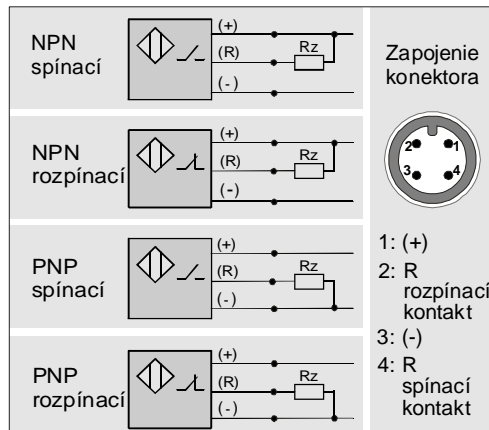 NPN
spínací
(+)
(R)
Rz
(-)
NPN
rozpínací
(+)
(R)
Rz
(-)
PNP
spínací
(+)
(R)
Rz
(-)
PNP
rozpínací
(+)
(R)
Rz
(-)
Zapojenie
konektora
2 1
3 4
1: (+)
2: R
rozpínací
kontakt
3: (-)
4: R
spínací
kontakt